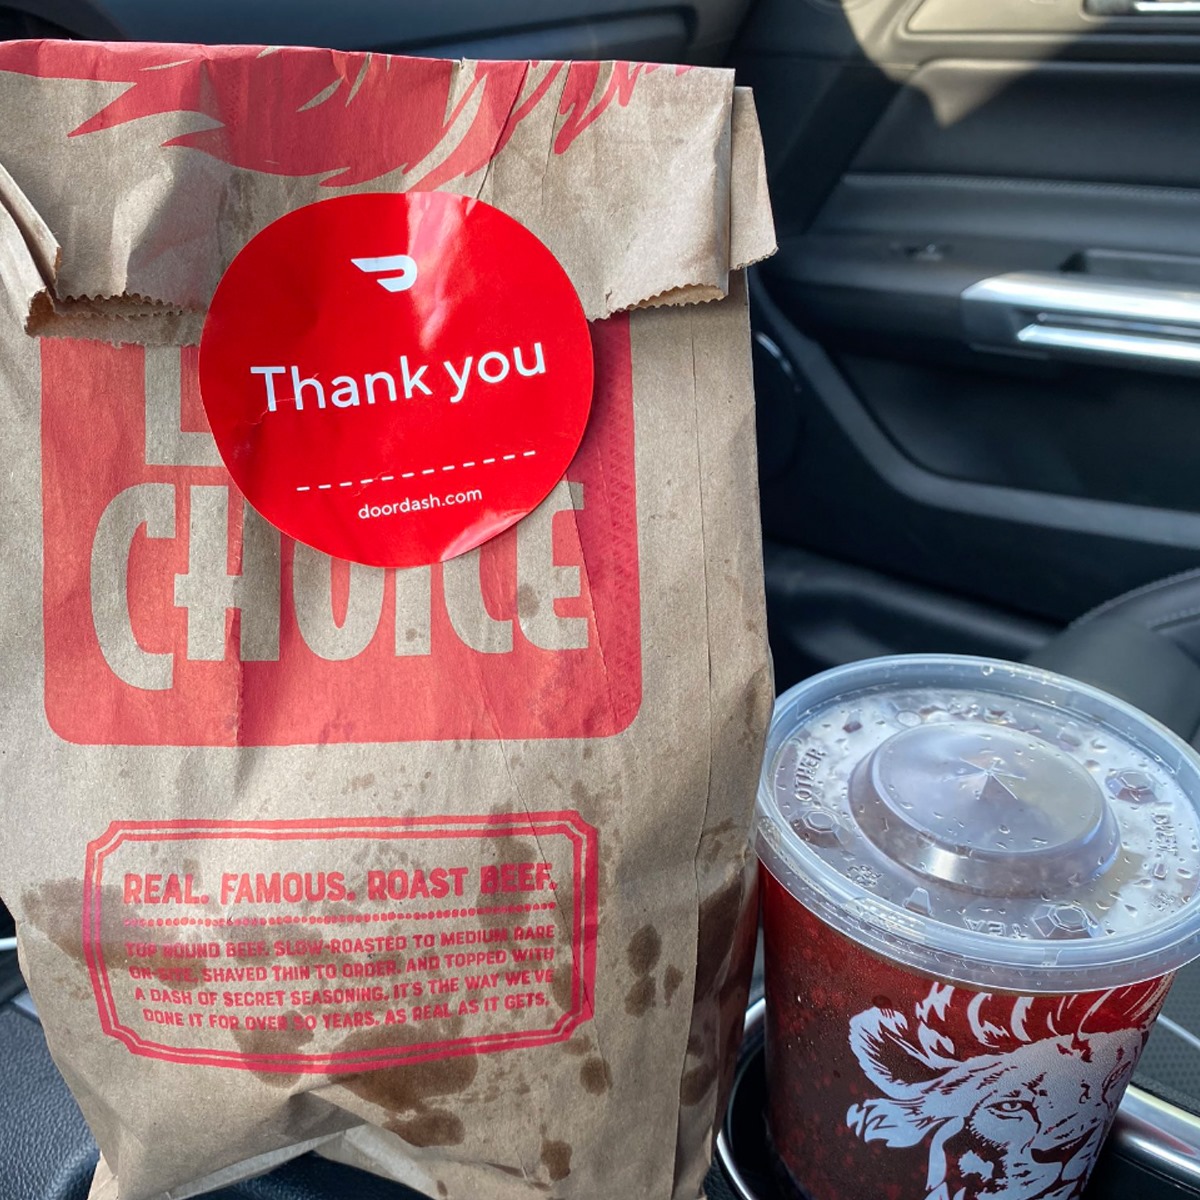 Thank you
doordash.com
CHOICE
REAL. FAMOUS. ROAST BEEF.
TOP ROUND BEEF. SLOW-ROASTED TO MEDIUM RARE
ON-SITE, SHAVED THIN TO ORDER, AND TOPPED WITH
A DASH OF SECRET SEASONING. IT'S THE WAY WE'VE
DONE IT FOR OVER 50 YEARS. AS REAL AS IT GETS.
OTHER
TEA